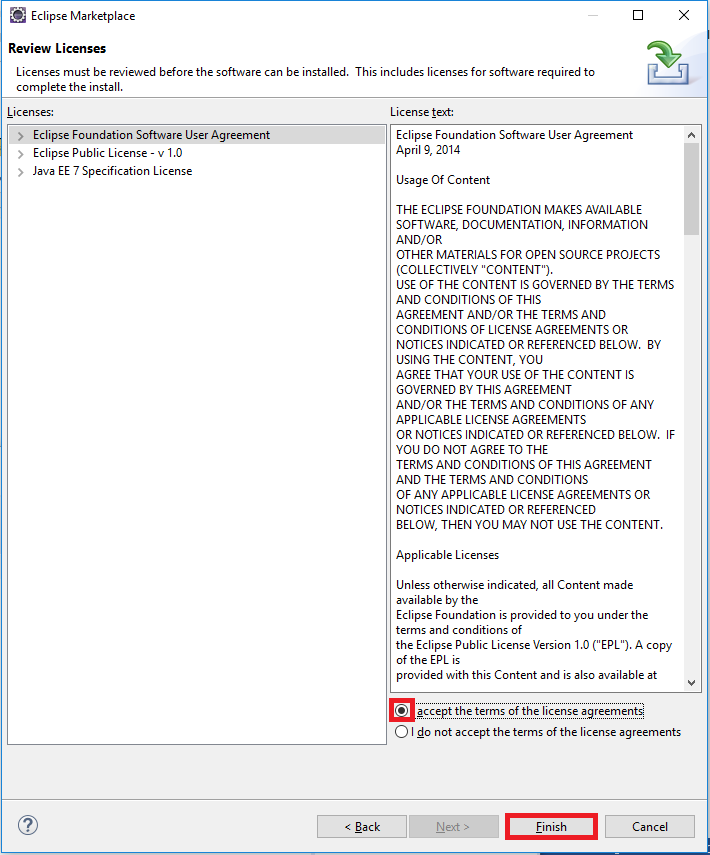 Eclipse Marketplace
Review Licenses
Licenses must be reviewed before the software can be installed.  This includes licenses for software required to
complete the install.
Licenses:
Eclipse Foundation Software User Agreement
Eclipse Public License - v 1.0
Java EE 7 Specification License
License text:
Eclipse Foundation Software User Agreement
April 9, 2014
Usage Of Content
THE ECLIPSE FOUNDATION MAKES AVAILABLE
SOFTWARE, DOCUMENTATION, INFORMATION
AND/OR
OTHER MATERIALS FOR OPEN SOURCE PROJECTS
(COLLECTIVELY "CONTENT").
USE OF THE CONTENT IS GOVERNED BY THE TERMS
AND CONDITIONS OF THIS
AGREEMENT AND/OR THE TERMS AND
CONDITIONS OF LICENSE AGREEMENTS OR
NOTICES INDICATED OR REFERENCED BELOW.  BY
USING THE CONTENT, YOU
AGREE THAT YOUR USE OF THE CONTENT IS
GOVERNED BY THIS AGREEMENT
AND/OR THE TERMS AND CONDITIONS OF ANY
APPLICABLE LICENSE AGREEMENTS
OR NOTICES INDICATED OR REFERENCED BELOW.  IF
YOU DO NOT AGREE TO THE
TERMS AND CONDITIONS OF THIS AGREEMENT
AND THE TERMS AND CONDITIONS
OF ANY APPLICABLE LICENSE AGREEMENTS OR
NOTICES INDICATED OR REFERENCED
BELOW, THEN YOU MAY NOT USE THE CONTENT.
Applicable Licenses
Unless otherwise indicated, all Content made
available by the
Eclipse Foundation is provided to you under the
terms and conditions of
the Eclipse Public License Version 1.0 ("EPL"). A copy
of the EPL is
provided with this Content and is also available at
accept the terms of the license agreements
I do not accept the terms of the license agreements
< Back
Next >
Finish
Cancel